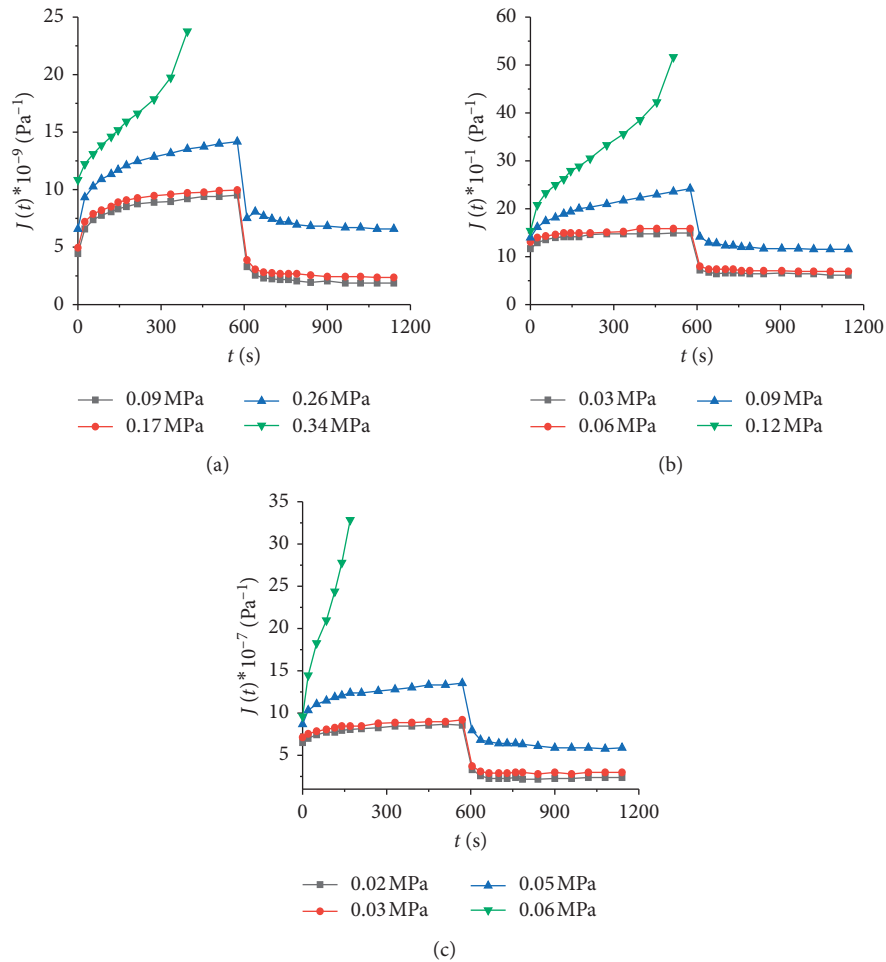 25
20
15
10
5
0
J (t)*10⁻⁹ (Pa⁻¹)
0 300 600 900 1200
t (s)
0.09 MPa 0.26 MPa
0.17 MPa 0.34 MPa
(a)
60
50
40
30
20
10
0
J (t)*10⁻¹ (Pa⁻¹)
0 300 600 900 1200
t (s)
0.03 MPa 0.09 MPa
0.06 MPa 0.12 MPa
(b)
35
30
25
20
15
10
5
J (t)*10⁻⁷ (Pa⁻¹)
0 300 600 900 1200
t (s)
0.02 MPa 0.05 MPa
0.03 MPa 0.06 MPa
(c)